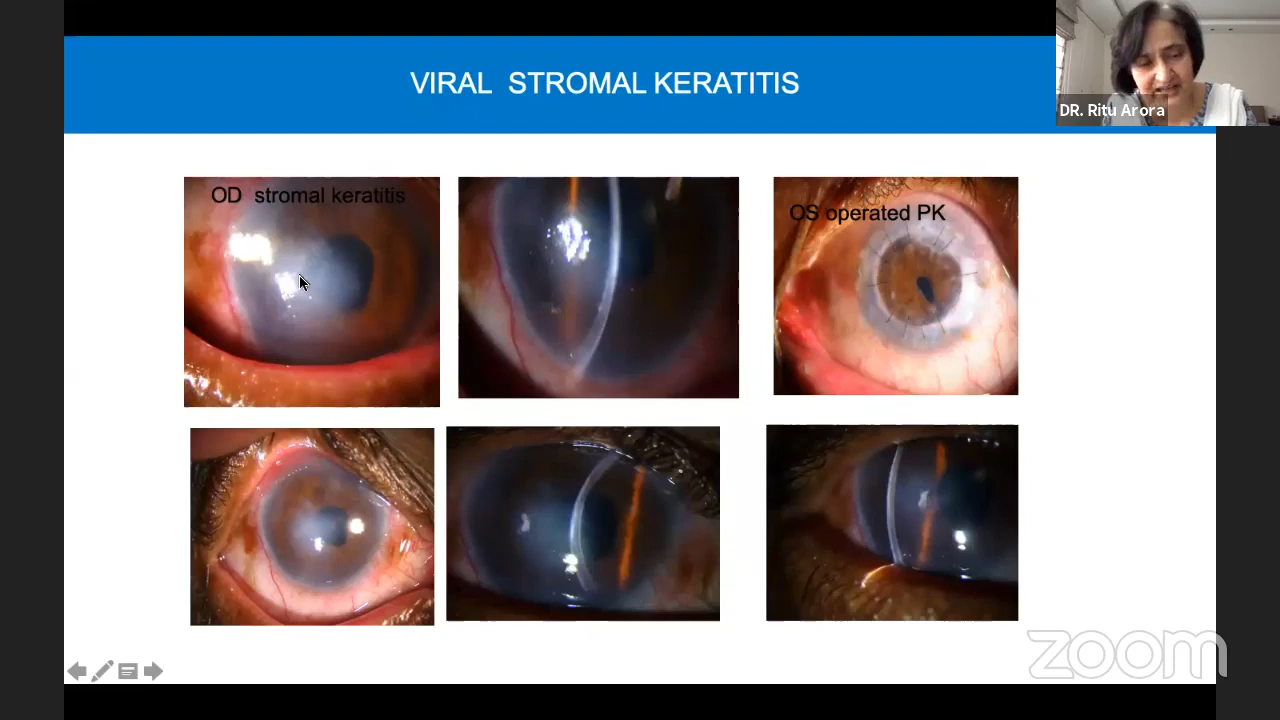 VIRAL STROMAL KERATITIS
DR. Ritu Arora
OD stromal keratitis
OS operated PK
zoom